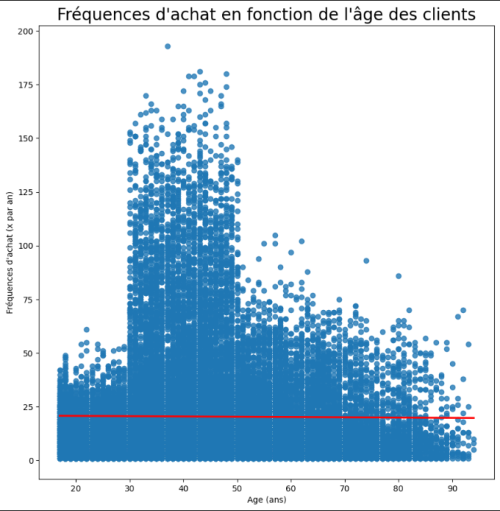 Fréquences d'achat en fonction de l'âge des clients
200
175
150
125
100
75
50
25
0
Fréquences d'achat (x par an)
20 30 40 50 60 70 80 90
Age (ans)